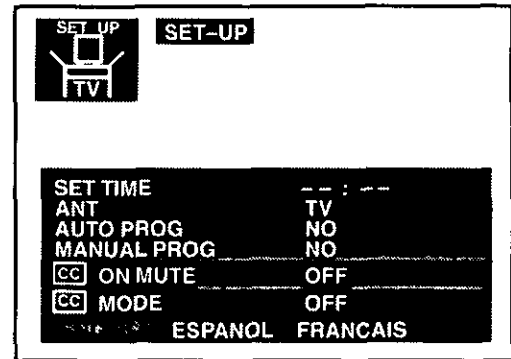 SET UP
TV
SET-UP
SET TIME --:--
ANT TV
AUTO PROG NO
MANUAL PROG NO
CC ON MUTE OFF
CC MODE OFF
ESPANOL FRANCAIS